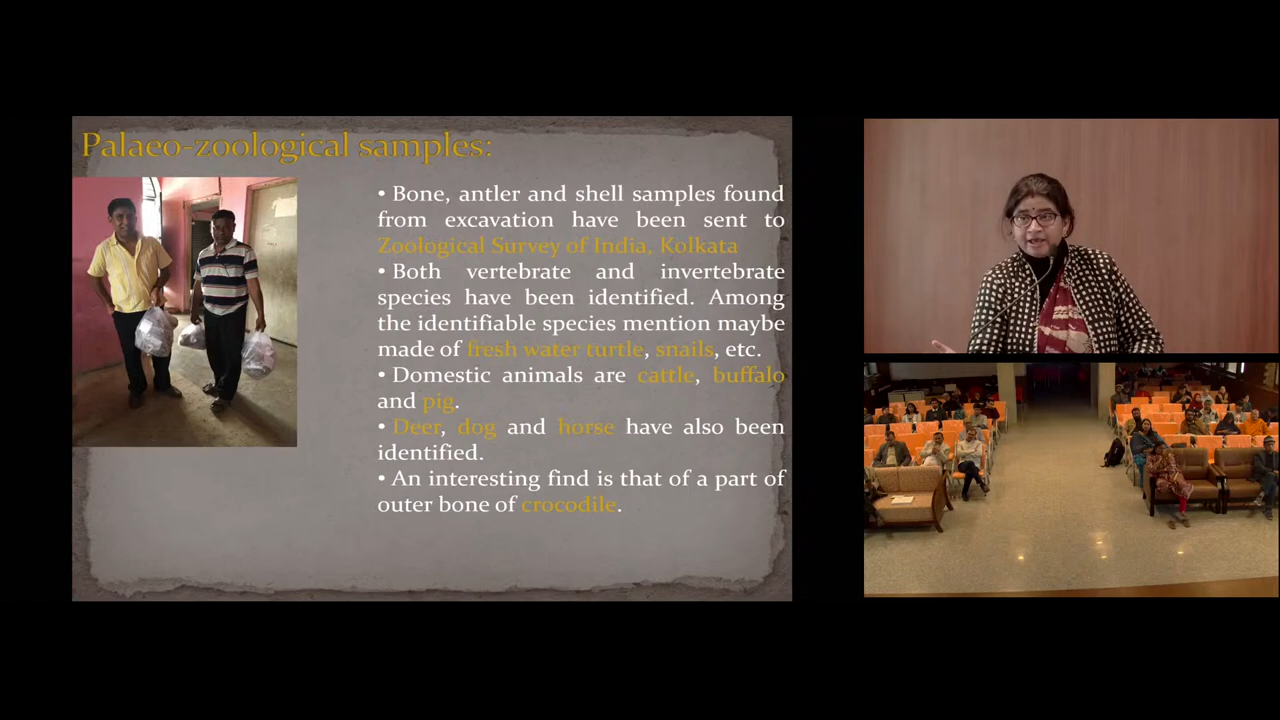 Palaeo-zoological samples:
• Bone, antler and shell samples found
from excavation have been sent to
Zoological Survey of India, Kolkata
• Both vertebrate and invertebrate
species have been identified. Among
the identifiable species mention maybe
made of fresh water turtle, snails, etc.
• Domestic animals are cattle, buffalo
and pig.
• Deer, dog and horse have also been
identified.
• An interesting find is that of a part of
outer bone of crocodile.